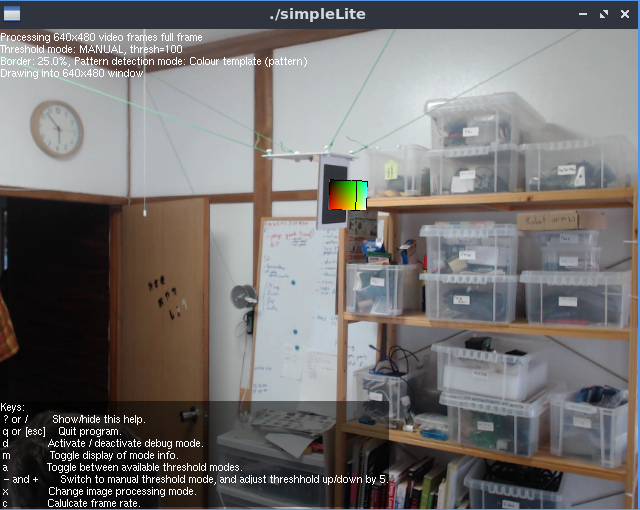 ./simpleLite
Processing 640x480 video frames full frame
Threshold mode: MANUAL, thresh=100
Border: 25.0%, Pattern detection mode: Colour template (pattern)
Drawing into 640x480 window
Keys:
? or / Show/hide this help.
q or [esc] Quit program.
d Activate / deactivate debug mode.
m Toggle display of mode info.
a Toggle between available threshold modes.
– and + Switch to manual threshold mode, and adjust threshhold up/down by 5.
x Change image processing mode.
c Calulcate frame rate.